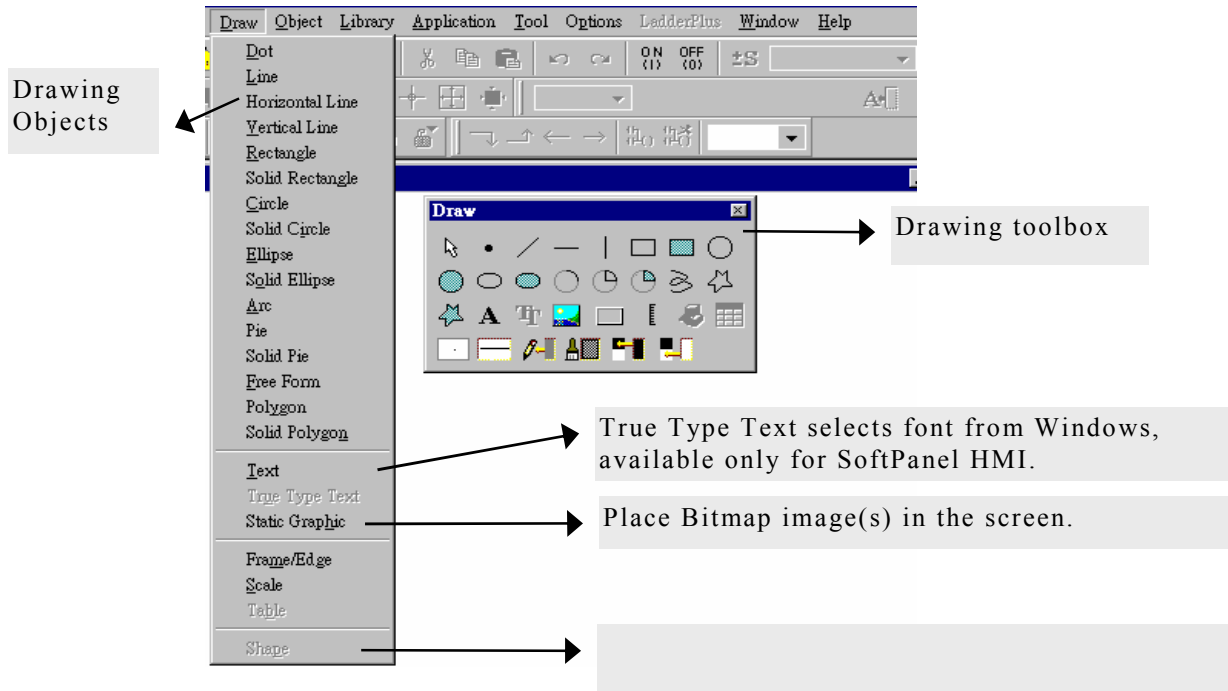 Draw Object Library Application Tool Options LadderPlus Window Help
ON (1) OFF (0) ±S
A
Drawing
Objects
Dot
Line
Horizontal Line
Vertical Line
Rectangle
Solid Rectangle
Circle
Solid Circle
Ellipse
Solid Ellipse
Arc
Pie
Solid Pie
Free Form
Polygon
Solid Polygon
Text
True Type Text
Static Graphic
Frame/Edge
Scale
Table
Shape
Draw
A TT
Drawing toolbox
True Type Text selects font from Windows,
available only for SoftPanel HMI.
Place Bitmap image(s) in the screen.